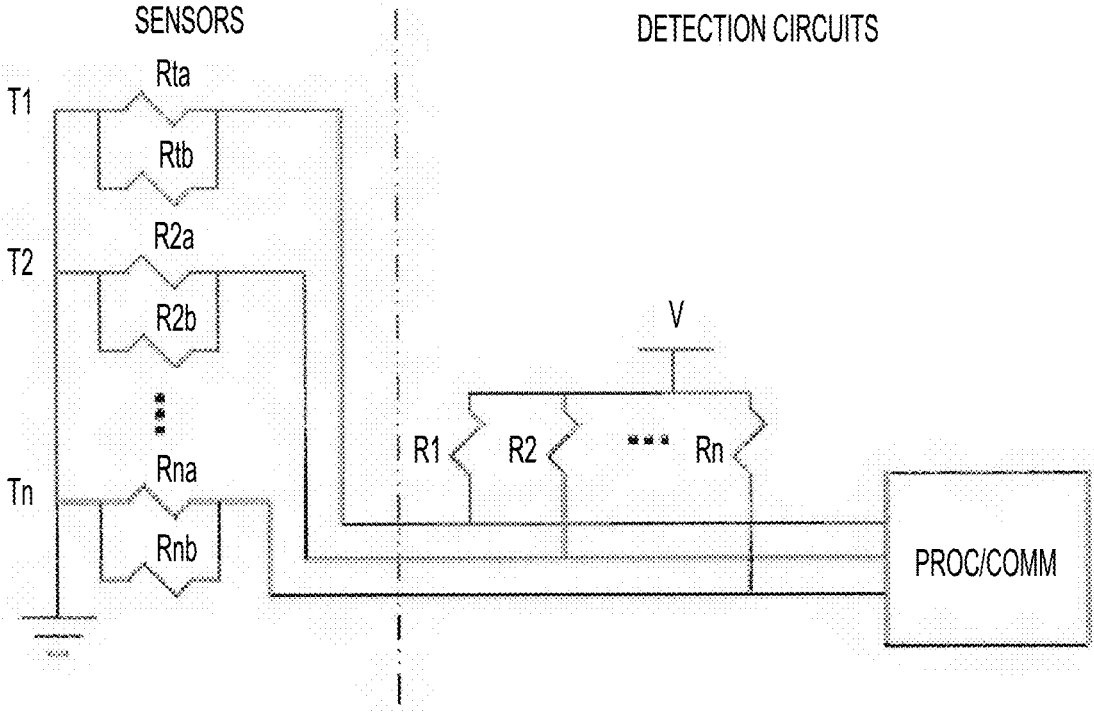 SENSORS
DETECTION CIRCUITS
Rta
T1
Rtb
R2a
T2
R2b
V
R1
R2
Rn
Rna
Tn
Rnb
PROC/COMM